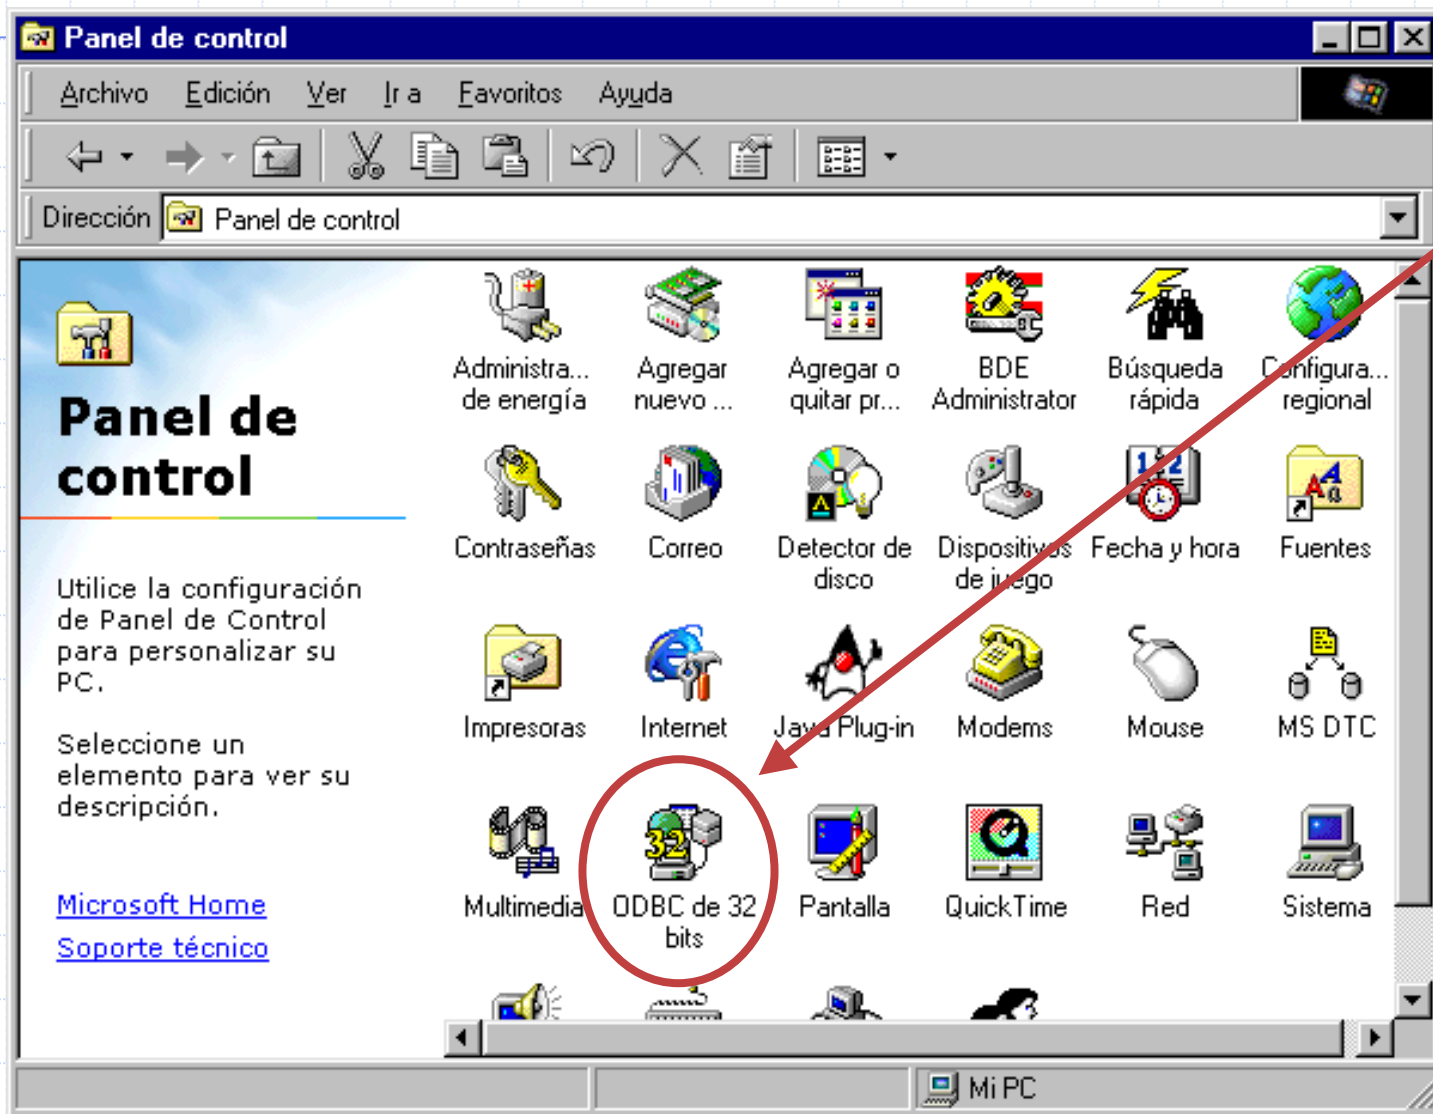 Panel de control
Archivo Edición Ver Ir a Favoritos Ayuda
Dirección Panel de control
Panel de
control
Utilice la configuración
de Panel de Control
para personalizar su
PC.
Seleccione un
elemento para ver su
descripción.
Microsoft Home
Soporte técnico
Administra...
de energía
Agregar
nuevo ...
Agregar o
quitar pr...
BDE
Administrator
Búsqueda
rápida
Configura...
regional
Contraseñas
Correo
Detector de
disco
Dispositivos
de juego
Fecha y hora
Fuentes
Impresoras
Internet
Java Plug-in
Modems
Mouse
MS DTC
Multimedia
32
ODBC de 32
bits
Pantalla
QuickTime
Red
Sistema
Mi PC